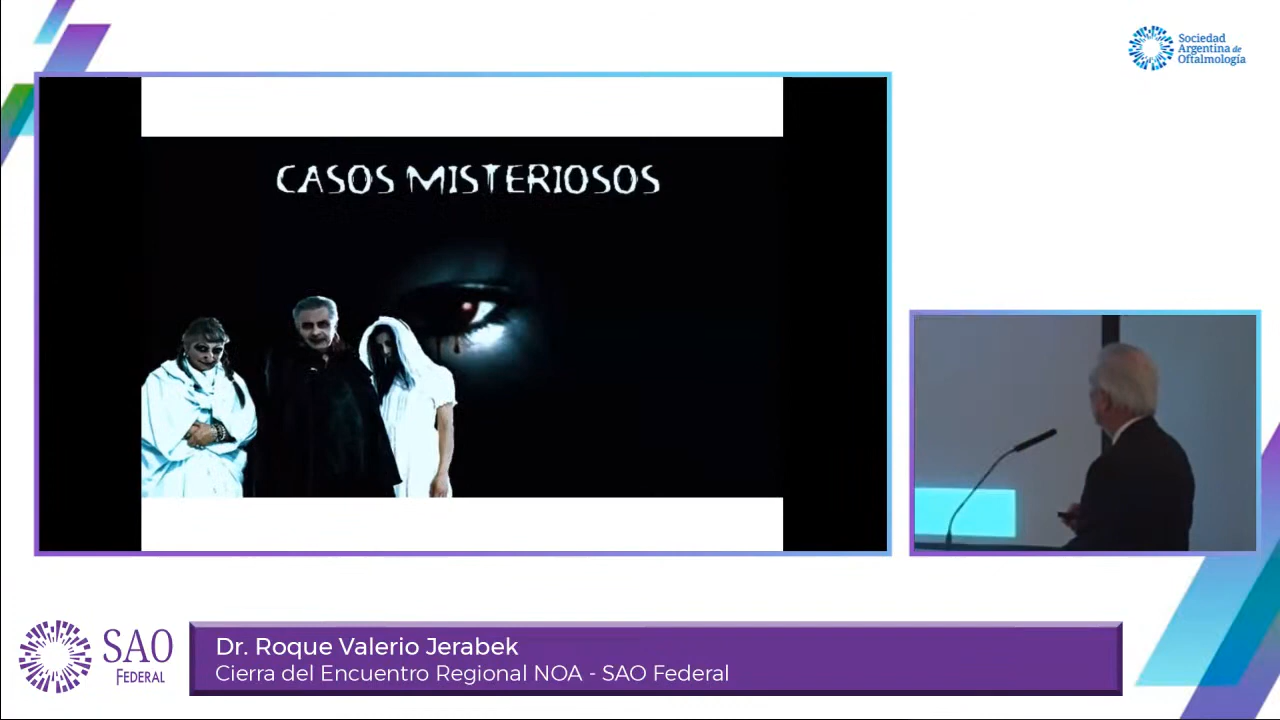 Sociedad
Argentina de
Oftalmología
CASOS MISTERIOSOS
SAO
FEDERAL
Dr. Roque Valerio Jerabek
Cierra del Encuentro Regional NOA - SAO Federal